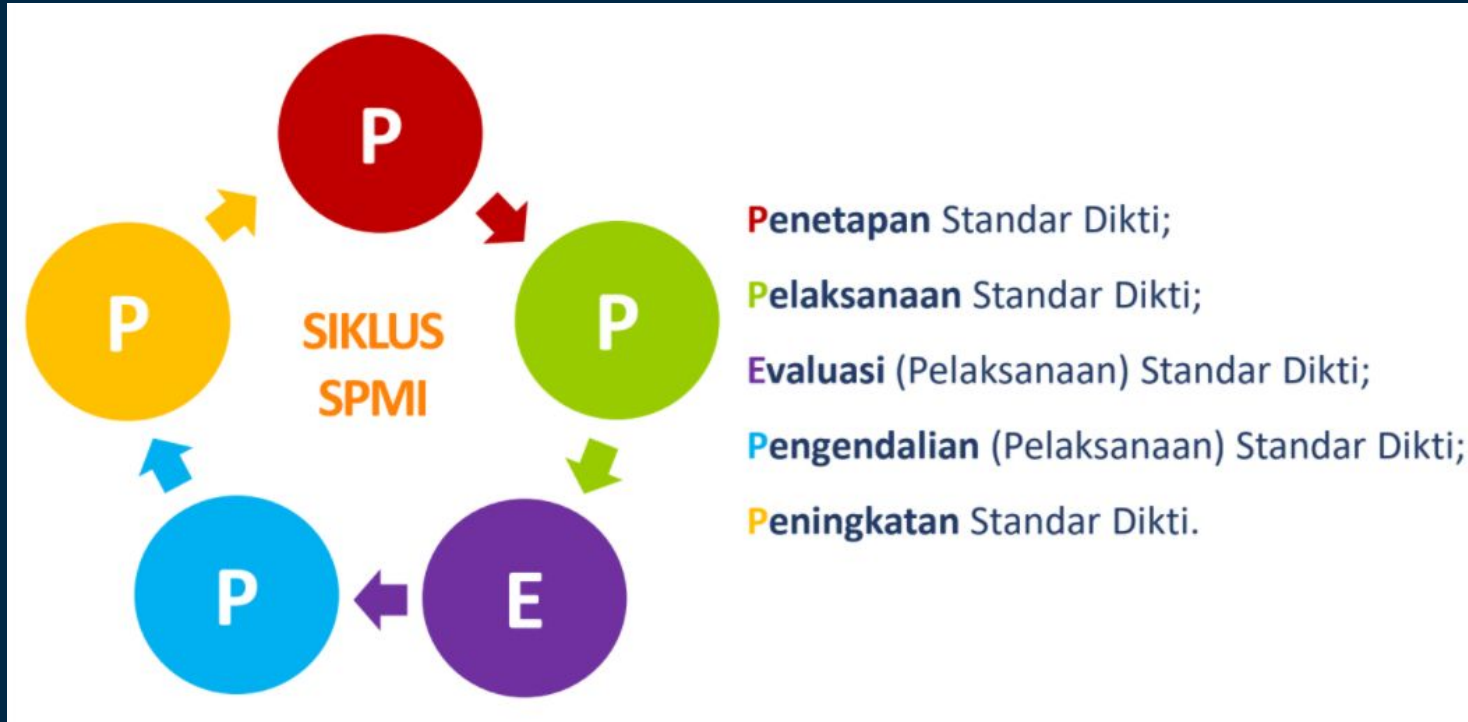 P
P
P
SIKLUS
SPMI
P
E
Penetapan Standar Dikti;
Pelaksanaan Standar Dikti;
Evaluasi (Pelaksanaan) Standar Dikti;
Pengendalian (Pelaksanaan) Standar Dikti;
Peningkatan Standar Dikti.